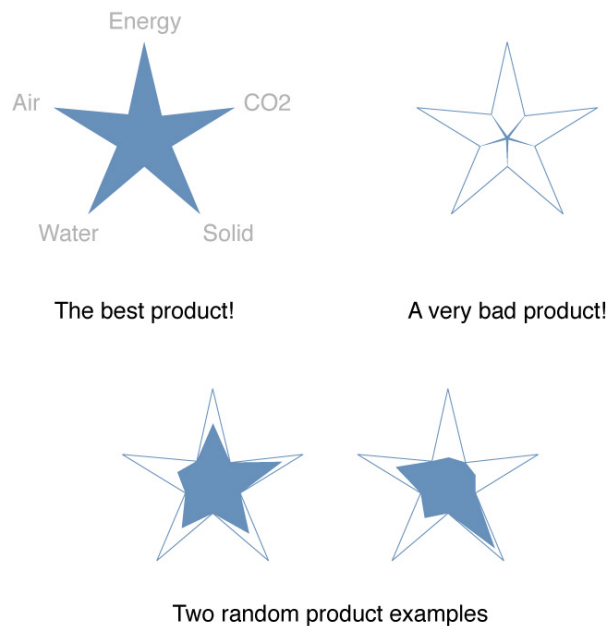 Energy
Air
CO2
Water
Solid
The best product!
A very bad product!
Two random product examples